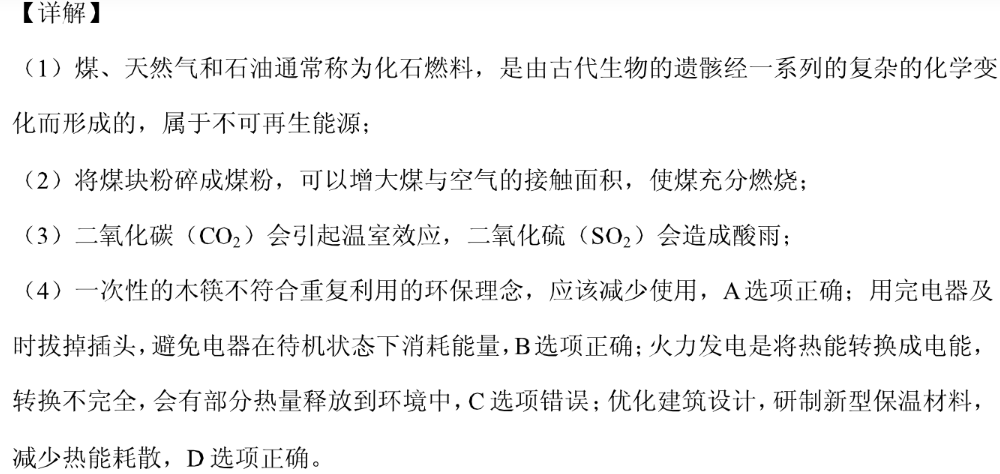 【详解】
（1）煤、天然气和石油通常称为化石燃料，是由古代生物的遗骸经一系列的复杂的化学变
化而形成的，属于不可再生能源；
（2）将煤块粉碎成煤粉，可以增大煤与空气的接触面积，使煤充分燃烧；
（3）二氧化碳（CO₂）会引起温室效应，二氧化硫（SO₂）会造成酸雨；
（4）一次性的木筷不符合重复利用的环保理念，应该减少使用，A 选项正确；用完电器及
时拔掉插头，避免电器在待机状态下消耗能量，B 选项正确；火力发电是将热能转换成电能，
转换不完全，会有部分热量释放到环境中，C 选项错误；优化建筑设计，研制新型保温材料，
减少热能耗散，D 选项正确。